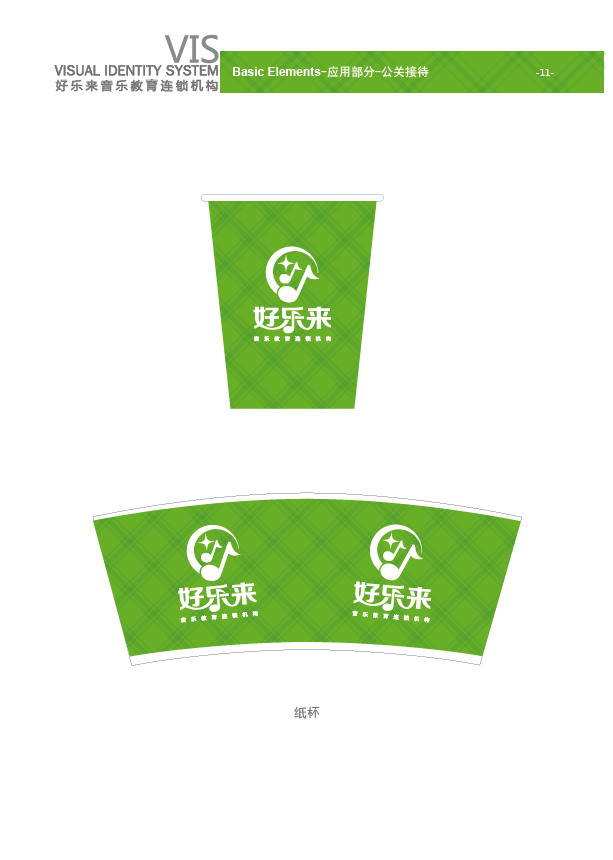 VIS
VISUAL IDENTITY SYSTEM
好乐来音乐教育连锁机构
Basic Elements-应用部分-公关接待
-11-
好乐来
音乐教育连锁机构
好乐来
音乐教育连锁机构
好乐来
音乐教育连锁机构
纸杯